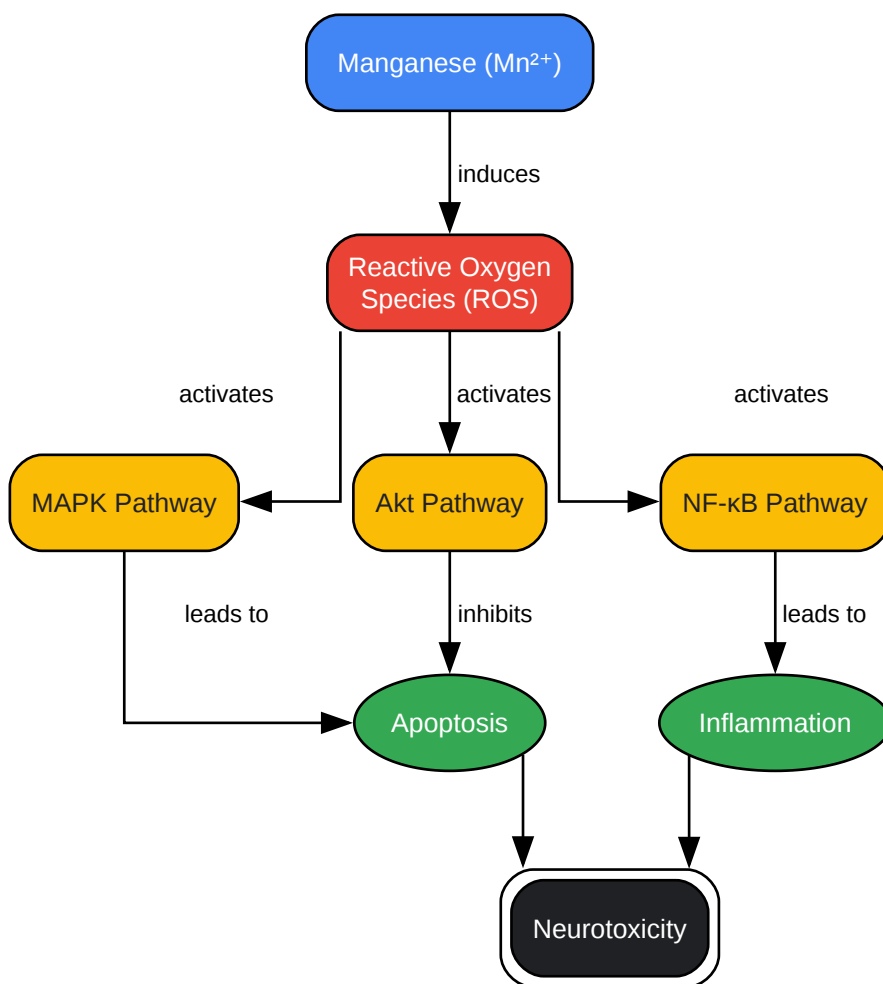 Manganese (Mn²⁺)
induces
Reactive Oxygen
Species (ROS)
activates
activates
activates
MAPK Pathway
Akt Pathway
NF-κB Pathway
leads to
inhibits
leads to
Apoptosis
Inflammation
Neurotoxicity